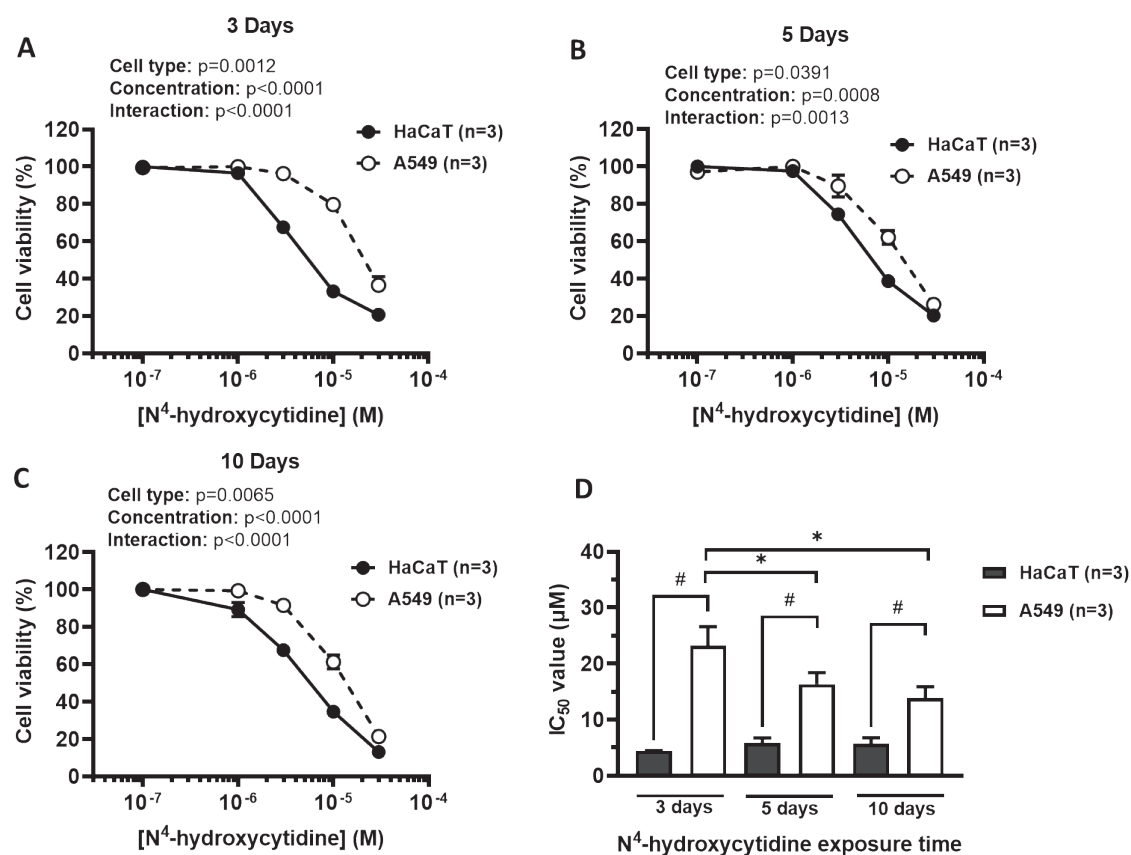 A
3 Days
Cell type: p=0.0012
Concentration: p<0.0001
Interaction: p<0.0001
HaCaT (n=3)
A549 (n=3)
Cell viability (%)
120
100
80
60
40
20
0
10⁻⁷ 10⁻⁶ 10⁻⁵ 10⁻⁴
[N⁴-hydroxycytidine] (M)
B
5 Days
Cell type: p=0.0391
Concentration: p=0.0008
Interaction: p=0.0013
HaCaT (n=3)
A549 (n=3)
Cell viability (%)
120
100
80
60
40
20
0
10⁻⁷ 10⁻⁶ 10⁻⁵ 10⁻⁴
[N⁴-hydroxycytidine] (M)
C
10 Days
Cell type: p=0.0065
Concentration: p<0.0001
Interaction: p<0.0001
HaCaT (n=3)
A549 (n=3)
Cell viability (%)
120
100
80
60
40
20
0
10⁻⁷ 10⁻⁶ 10⁻⁵ 10⁻⁴
[N⁴-hydroxycytidine] (M)
D
HaCaT (n=3)
A549 (n=3)
IC₅₀ value (µM)
40
30
20
10
0
*
*
# # #
3 days 5 days 10 days
N⁴-hydroxycytidine exposure time